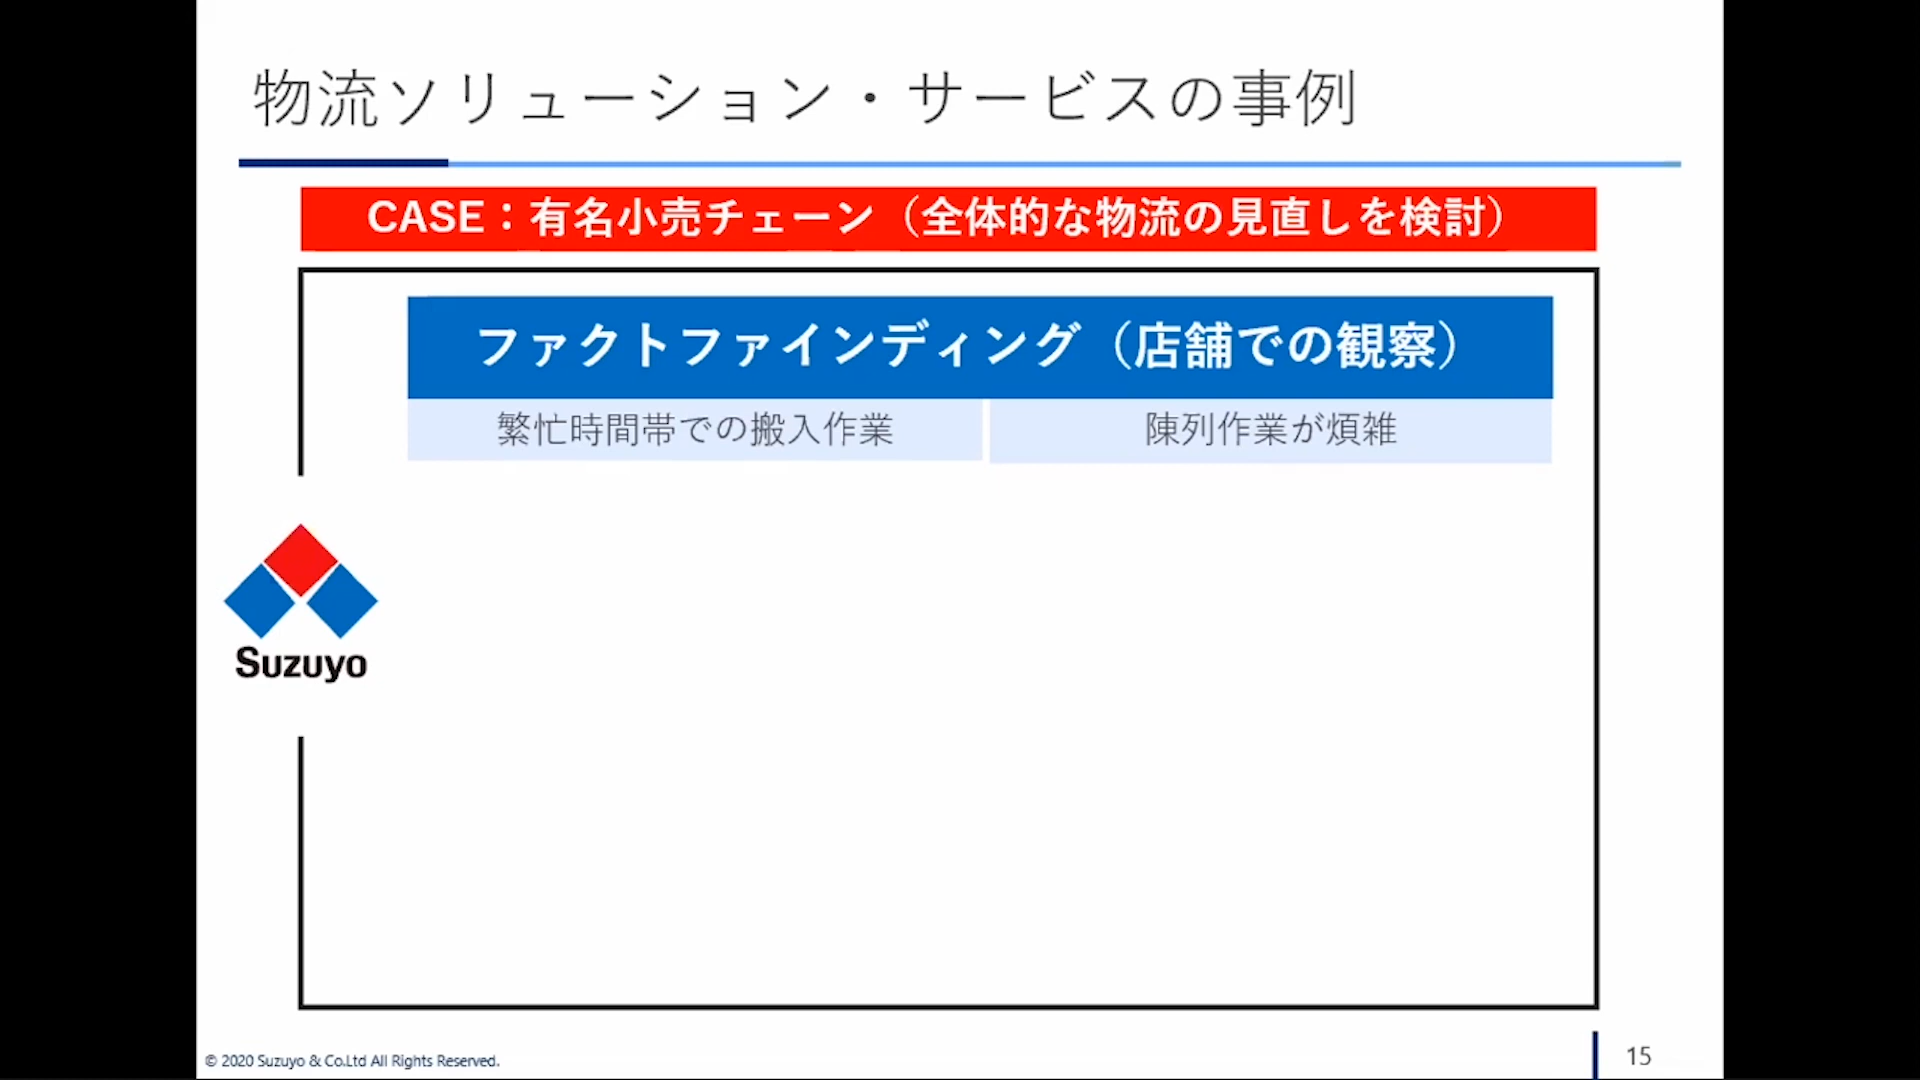 物流ソリューション・サービスの事例
CASE：有名小売チェーン（全体的な物流の見直しを検討）
ファクトファインディング（店舗での観察）
繁忙時間帯での搬入作業
陳列作業が煩雑
Suzuyo
© 2020 Suzuyo & Co.Ltd All Rights Reserved.
15